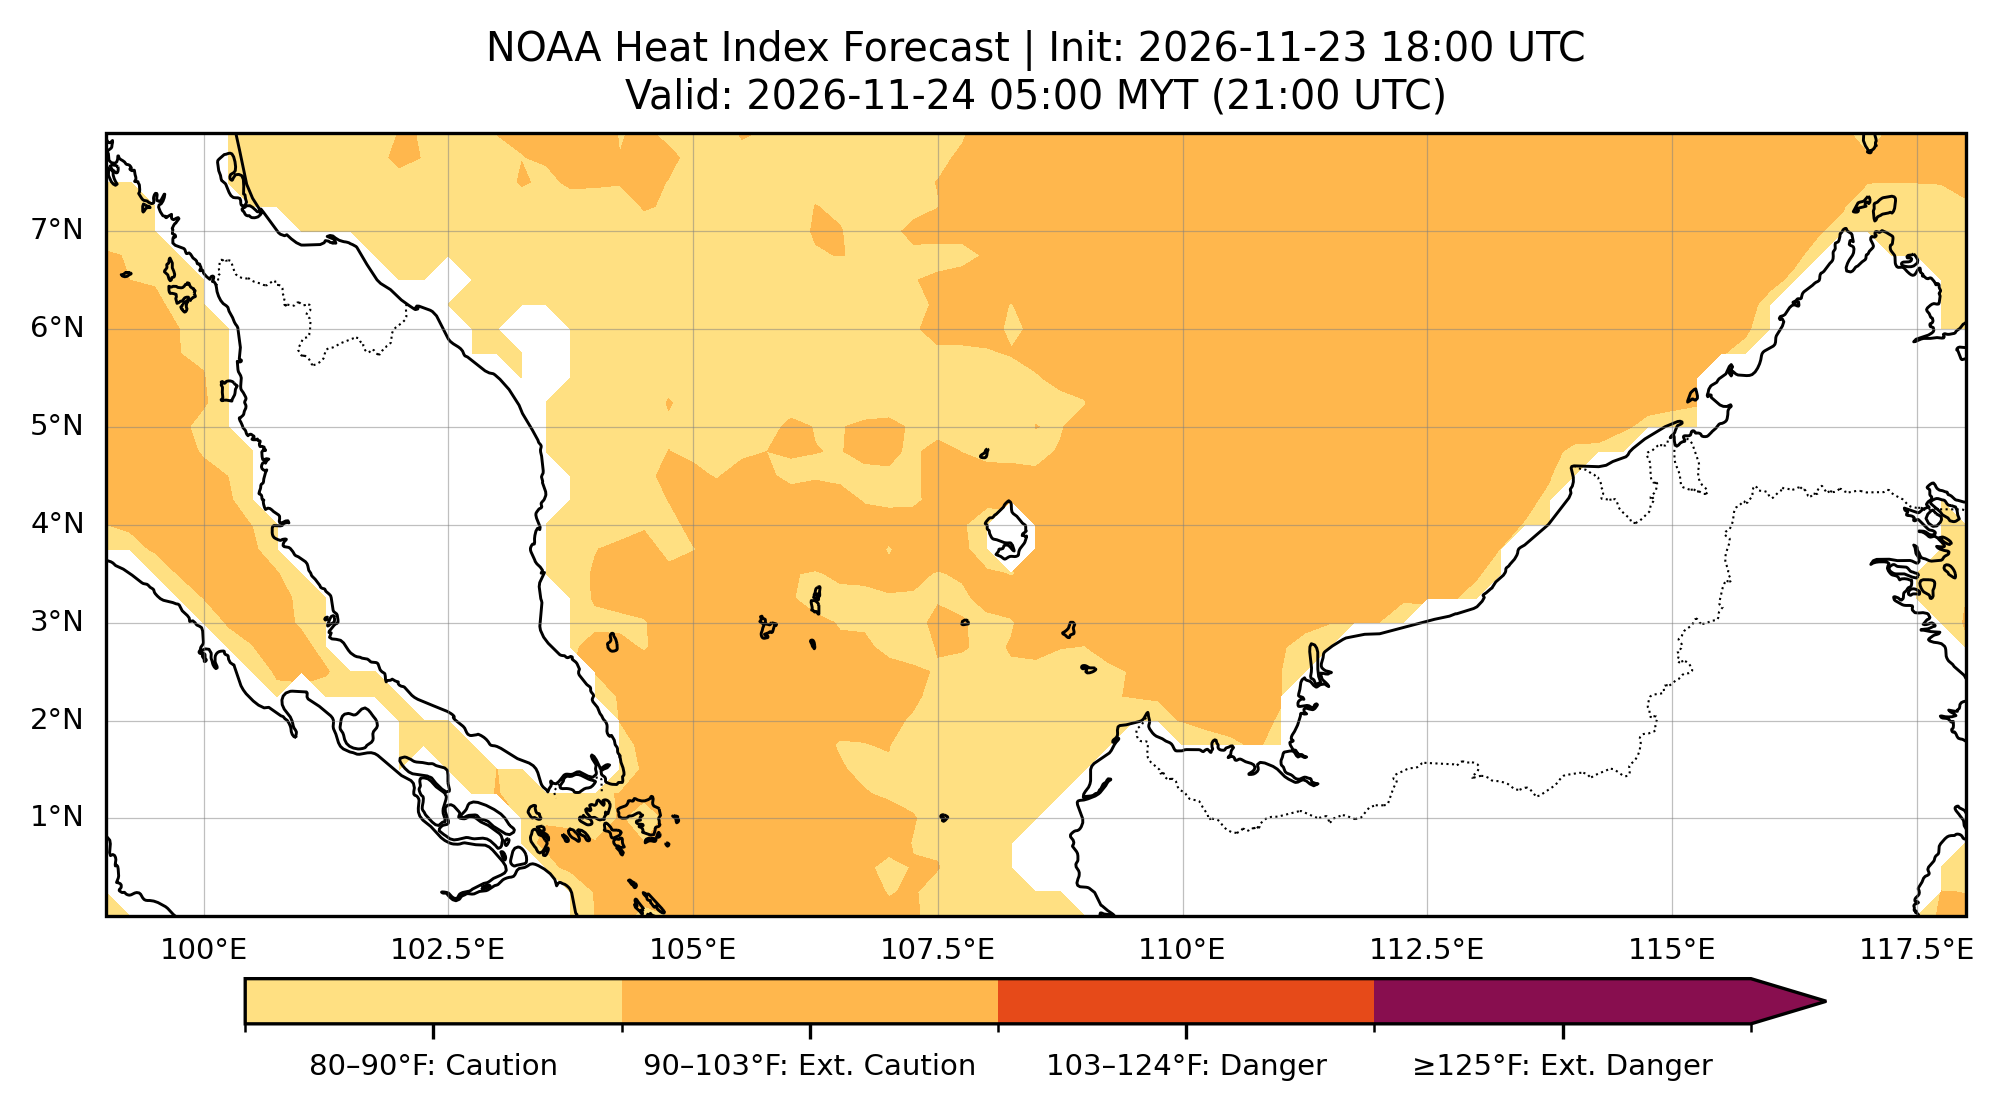 NOAA Heat Index Forecast | Init: 2026-11-23 18:00 UTC
Valid: 2026-11-24 05:00 MYT (21:00 UTC)
7°N
6°N
5°N
4°N
3°N
2°N
1°N
100°E 102.5°E 105°E 107.5°E 110°E 112.5°E 115°E 117.5°E
80–90°F: Caution 90–103°F: Ext. Caution 103–124°F: Danger ≥125°F: Ext. Danger